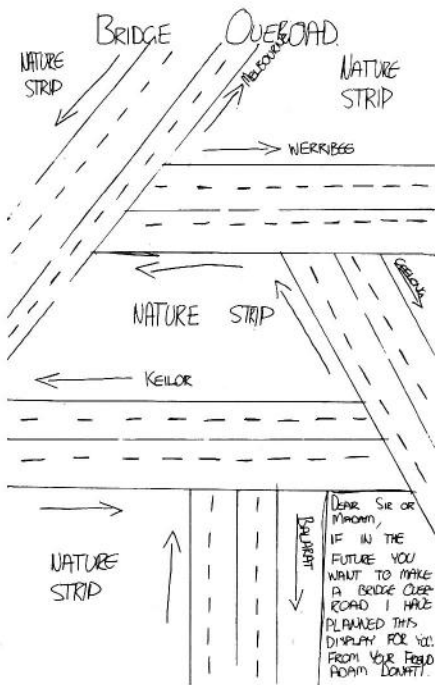 BRIDGE OVEROAD.
NATURE
STRIP
MELBOURNE
NATURE
STRIP
WERRIBEE
GEELONG
NATURE STRIP
KEILOR
BALARAT
NATURE
STRIP
DEAR SIR OR
MADAM,
IF IN THE
FUTURE YOU
WANT TO MAKE
A BRIDGE OVER
ROAD I HAVE
PLANNED THIS
DISPLAY FOR YOU.
FROM YOUR FRIEND
ADAM DONATI.